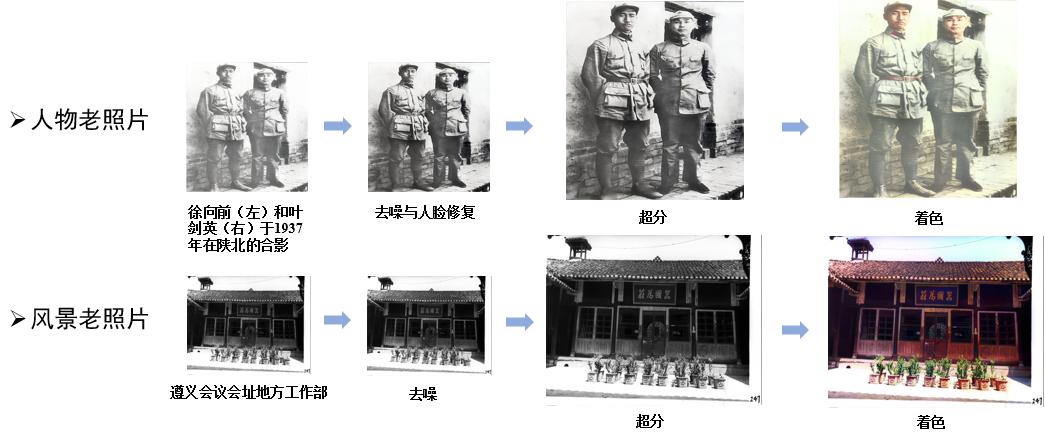 ➢人物老照片
徐向前（左）和叶
剑英（右）于1937
年在陕北的合影
去噪与人脸修复
超分
着色
➢风景老照片
遵义会议会址地方工作部
去噪
247
超分
247
着色